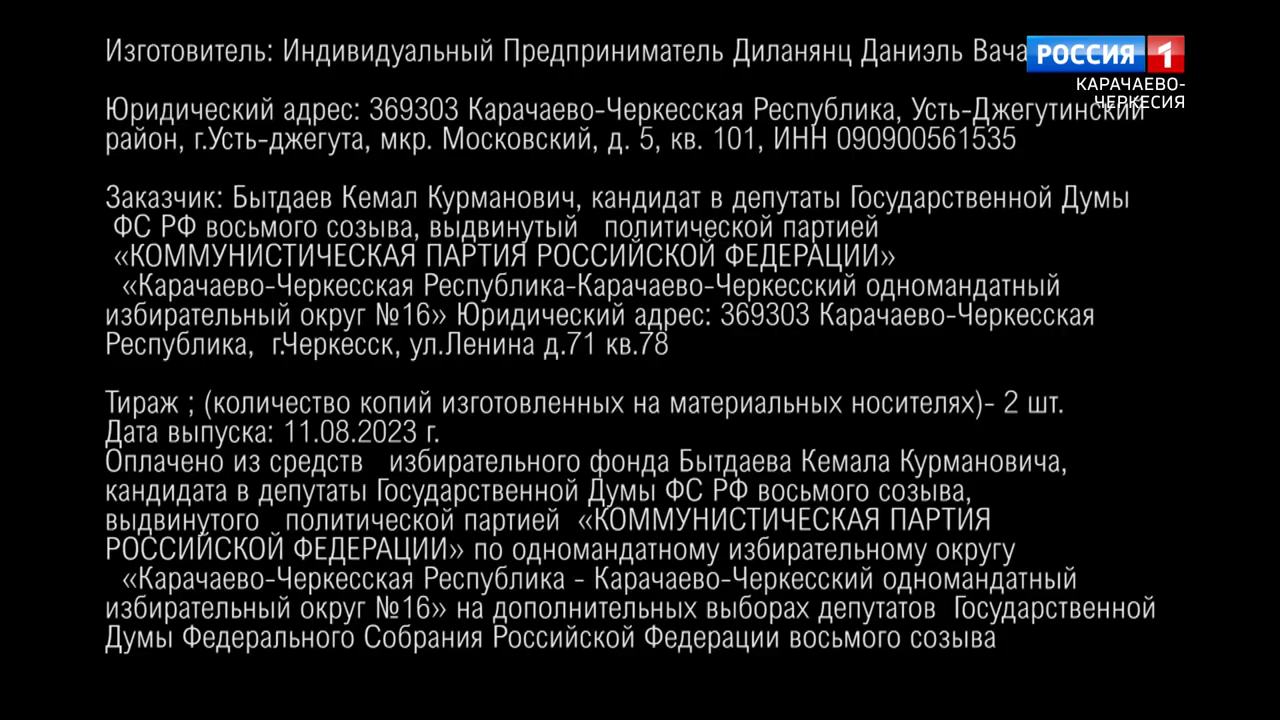 Изготовитель: Индивидуальный Предприниматель Диланянц Даниэль
РОССИЯ 1
КАРАЧАЕВО-
ЧЕРКЕСИЯ
Юридический адрес: 369303 Карачаево-Черкесская Республика, Усть-Джегутинский
район, г.Усть-джегута, мкр. Московский, д. 5, кв. 101, ИНН 090900561535
Заказчик: Бытдаев Кемал Курманович, кандидат в депутаты Государственной Думы
ФС РФ восьмого созыва, выдвинутый политической партией
«КОММУНИСТИЧЕСКАЯ ПАРТИЯ РОССИЙСКОЙ ФЕДЕРАЦИИ»
«Карачаево-Черкесская Республика-Карачаево-Черкесский одномандатный
избирательный округ №16» Юридический адрес: 369303 Карачаево-Черкесская
Республика, г.Черкесск, ул.Ленина д.71 кв.78
Тираж ; (количество копий изготовленных на материальных носителях)- 2 шт.
Дата выпуска: 11.08.2023 г.
Оплачено из средств избирательного фонда Бытдаева Кемала Курмановича,
кандидата в депутаты Государственной Думы ФС РФ восьмого созыва,
выдвинутого политической партией «КОММУНИСТИЧЕСКАЯ ПАРТИЯ
РОССИЙСКОЙ ФЕДЕРАЦИИ» по одномандатному избирательному округу
«Карачаево-Черкесская Республика - Карачаево-Черкесский одномандатный
избирательный округ №16» на дополнительных выборах депутатов Государственной
Думы Федерального Собрания Российской Федерации восьмого созыва